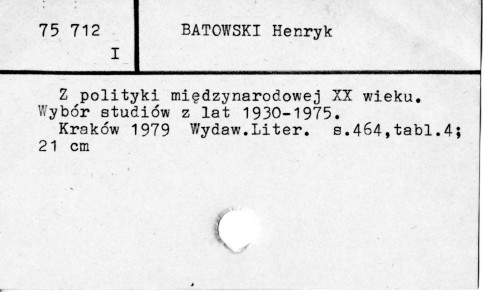 75 712
I
BATOWSKI Henryk
Z polityki międzynarodowej XX wieku.
Wybór studiów z lat 1930-1975.
Kraków 1979 Wydaw.Liter. s.464,tabl.4;
21 cm